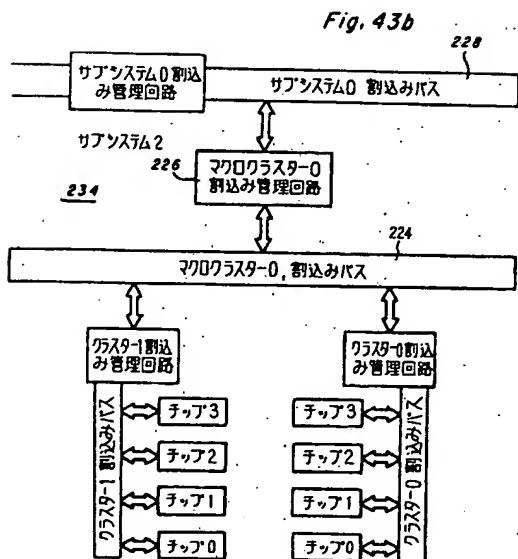 Fig. 43b
228
サブシステム0割込
み管理回路
サブシステム0 割込みバス
サブシステム2
226
マクロクラスター0
割込み管理回路
234
224
マクロクラスター0, 割込みバス
クラスター1割込
み管理回路
クラスター0割込
み管理回路
クラスター1 割込みバス
チップ3
チップ2
チップ1
チップ0
チップ3
チップ2
チップ1
チップ0
クラスター0 割込みバス